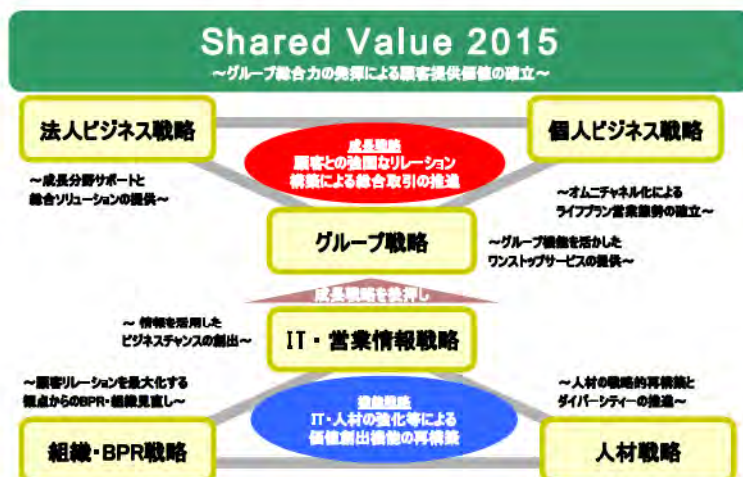 Shared Value 2015
~グループ総合力の発揮による顧客提供価値の確立~
法人ビジネス戦略
個人ビジネス戦略
成長戦略
顧客との強固なリレーション
構築による総合取引の推進
~成長分野サポートと
総合ソリューションの提供~
~オムニチャネル化による
ライフプラン営業態勢の確立~
グループ戦略
~グループ機能を活かした
ワンストップサービスの提供~
成長戦略を後押し
~ 情報を活用した
ビジネスチャンスの創出~
IT・営業情報戦略
~顧客リレーションを最大化する
視点からのBPR・組織見直し~
~人材の戦略的再構築と
ダイバーシティーの推進~
機能戦略
IT・人材の強化等による
価値創出機能の再構築
組織・BPR戦略
人材戦略